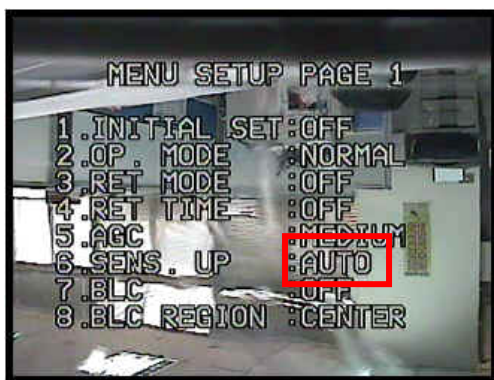 MENU SETUP PAGE 1
1.INITIAL SET:OFF
2.OP. MODE :NORMAL
3.RET MODE :OFF
4.RET TIME :OFF
5.AGC :MEDIUM
6.SENS. UP :AUTO
7.BLC :OFF
8.BLC REGION :CENTER